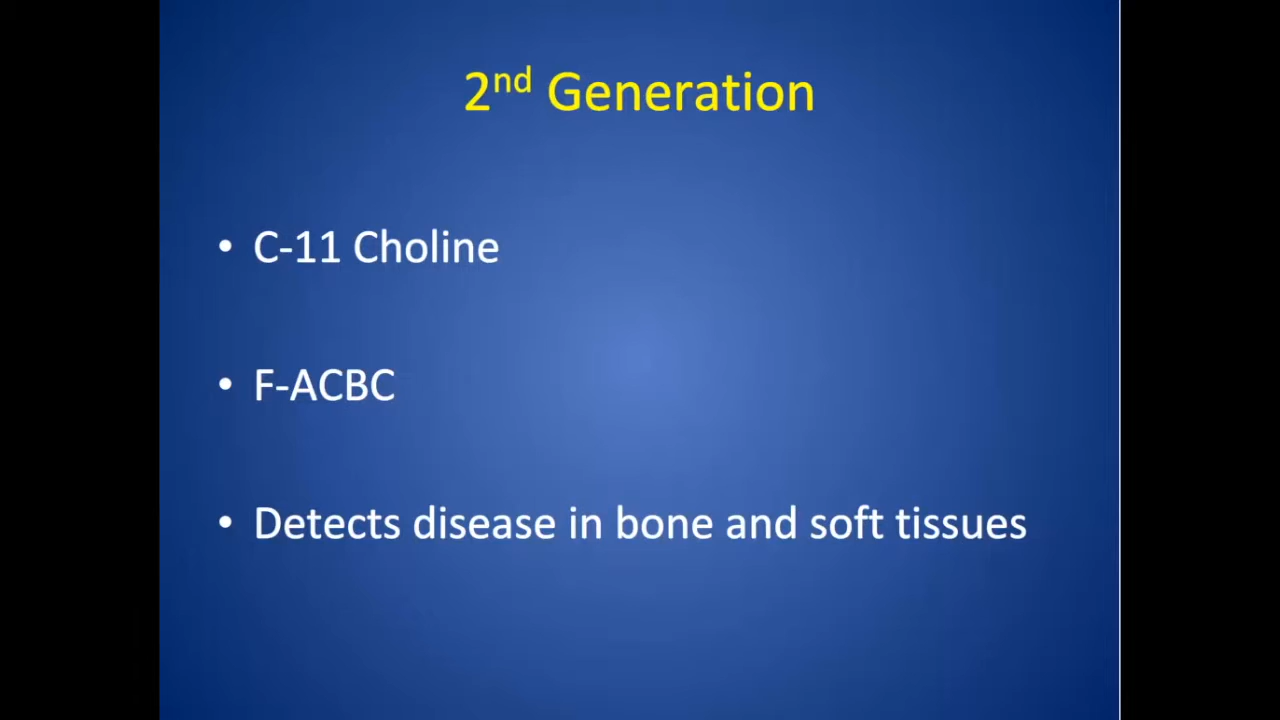 2nd Generation
• C-11 Choline
• F-ACBC
• Detects disease in bone and soft tissues